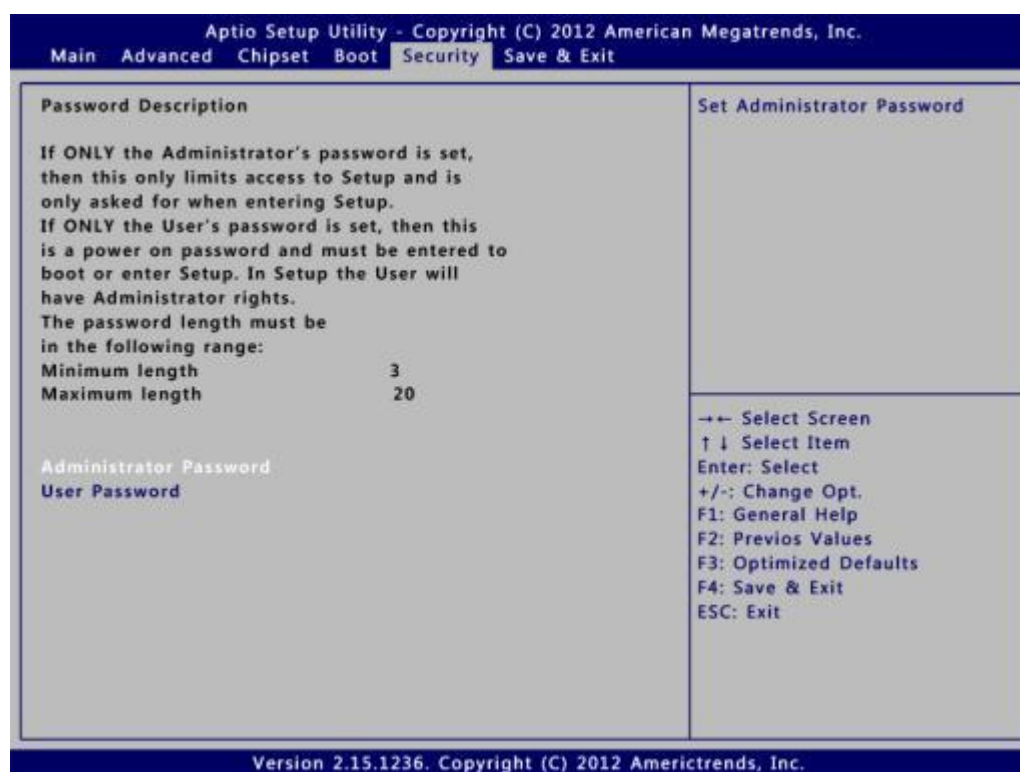 Aptio Setup Utility - Copyright (C) 2012 American Megatrends, Inc.
Main Advanced Chipset Boot Security Save & Exit
Password Description
If ONLY the Administrator's password is set,
then this only limits access to Setup and is
only asked for when entering Setup.
If ONLY the User's password is set, then this
is a power on password and must be entered to
boot or enter Setup. In Setup the User will
have Administrator rights.
The password length must be
in the following range:
Minimum length 3
Maximum length 20
Administrator Password
User Password
Set Administrator Password
→← Select Screen
↑↓ Select Item
Enter: Select
+/-: Change Opt.
F1: General Help
F2: Previos Values
F3: Optimized Defaults
F4: Save & Exit
ESC: Exit
Version 2.15.1236. Copyright (C) 2012 Americtrends, Inc.